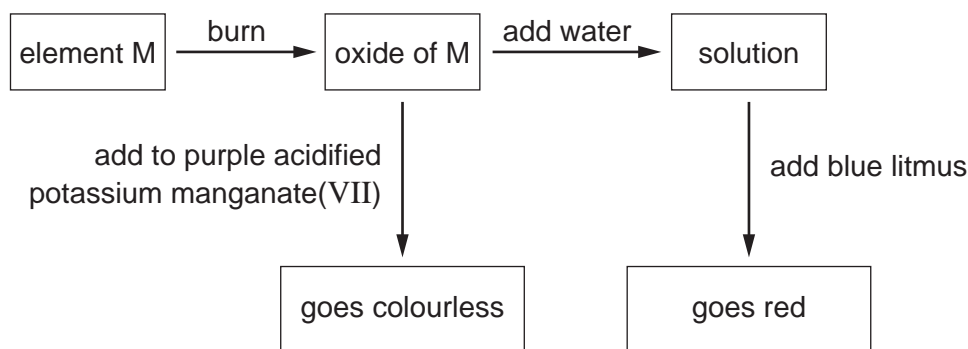 element M
burn
oxide of M
add water
solution
add to purple acidified
potassium manganate(VII)
add blue litmus
goes colourless
goes red